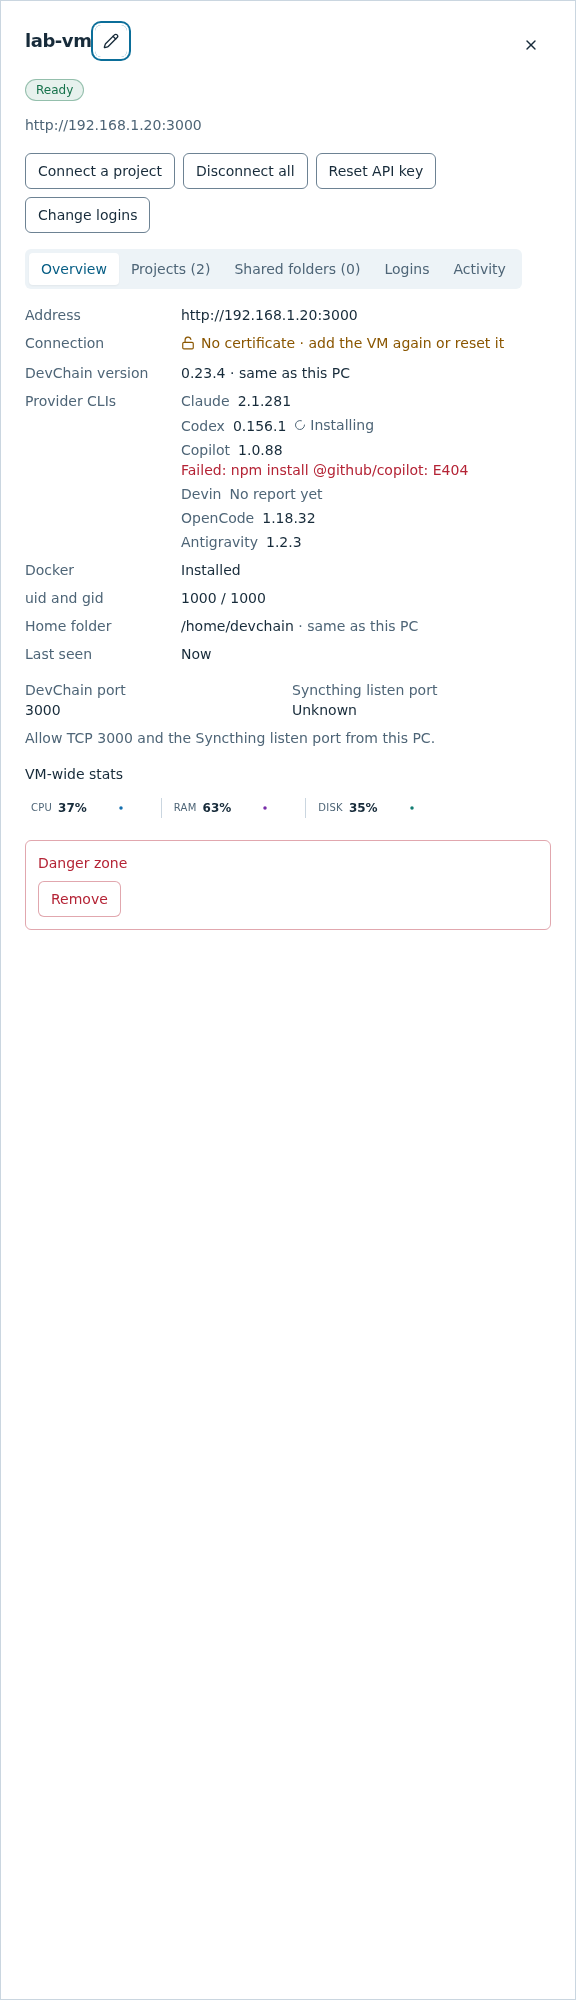 lab-vm
Ready
http://192.168.1.20:3000
Connect a project Disconnect all Reset API key
Change logins
Overview Projects (2) Shared folders (0) Logins Activity
Address http://192.168.1.20:3000
Connection No certificate · add the VM again or reset it
DevChain version 0.23.4 · same as this PC
Provider CLIs Claude 2.1.281
Codex 0.156.1 Installing
Copilot 1.0.88
Failed: npm install @github/copilot: E404
Devin No report yet
OpenCode 1.18.32
Antigravity 1.2.3
Docker Installed
uid and gid 1000 / 1000
Home folder /home/devchain · same as this PC
Last seen Now
DevChain port Syncthing listen port
3000 Unknown
Allow TCP 3000 and the Syncthing listen port from this PC.
VM-wide stats
CPU 37% RAM 63% DISK 35%
Danger zone
Remove